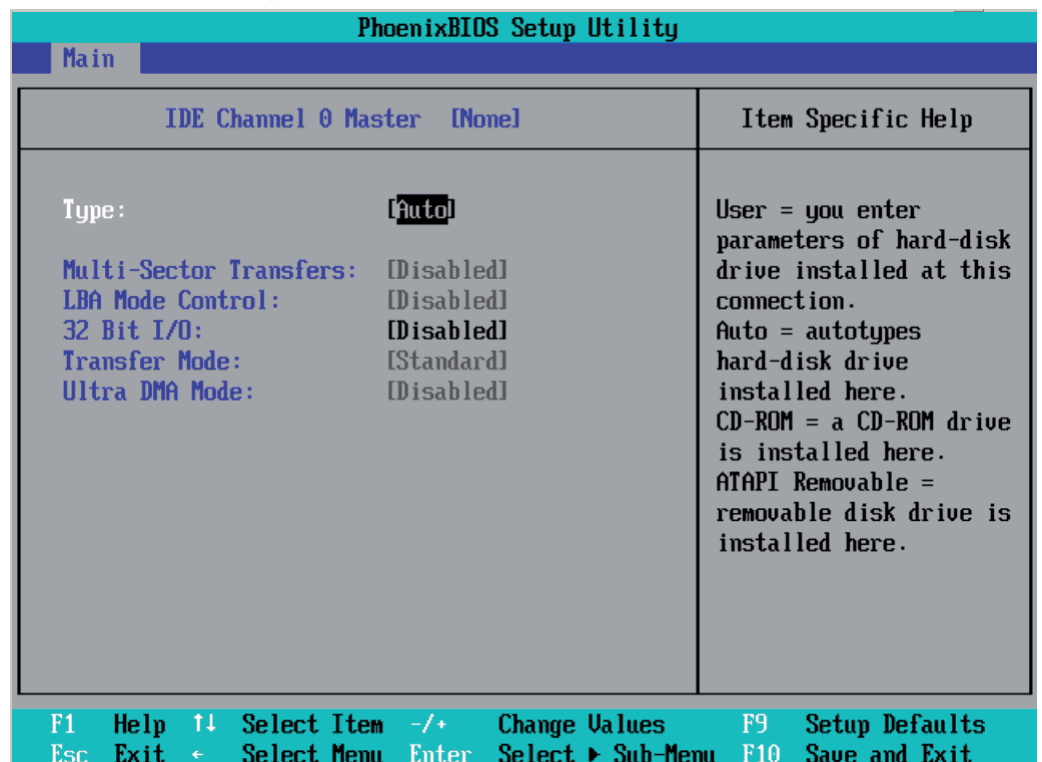 PhoenixBIOS Setup Utility
Main
IDE Channel 0 Master [None]
Item Specific Help
Type: [Auto]
Multi-Sector Transfers: [Disabled]
LBA Mode Control: [Disabled]
32 Bit I/O: [Disabled]
Transfer Mode: [Standard]
Ultra DMA Mode: [Disabled]
User = you enter
parameters of hard-disk
drive installed at this
connection.
Auto = autotypes
hard-disk drive
installed here.
CD-ROM = a CD-ROM drive
is installed here.
ATAPI Removable =
removable disk drive is
installed here.
F1 Help ↑↓ Select Item -/+ Change Values F9 Setup Defaults
Esc Exit ← Select Menu Enter Select ▶ Sub-Menu F10 Save and Exit